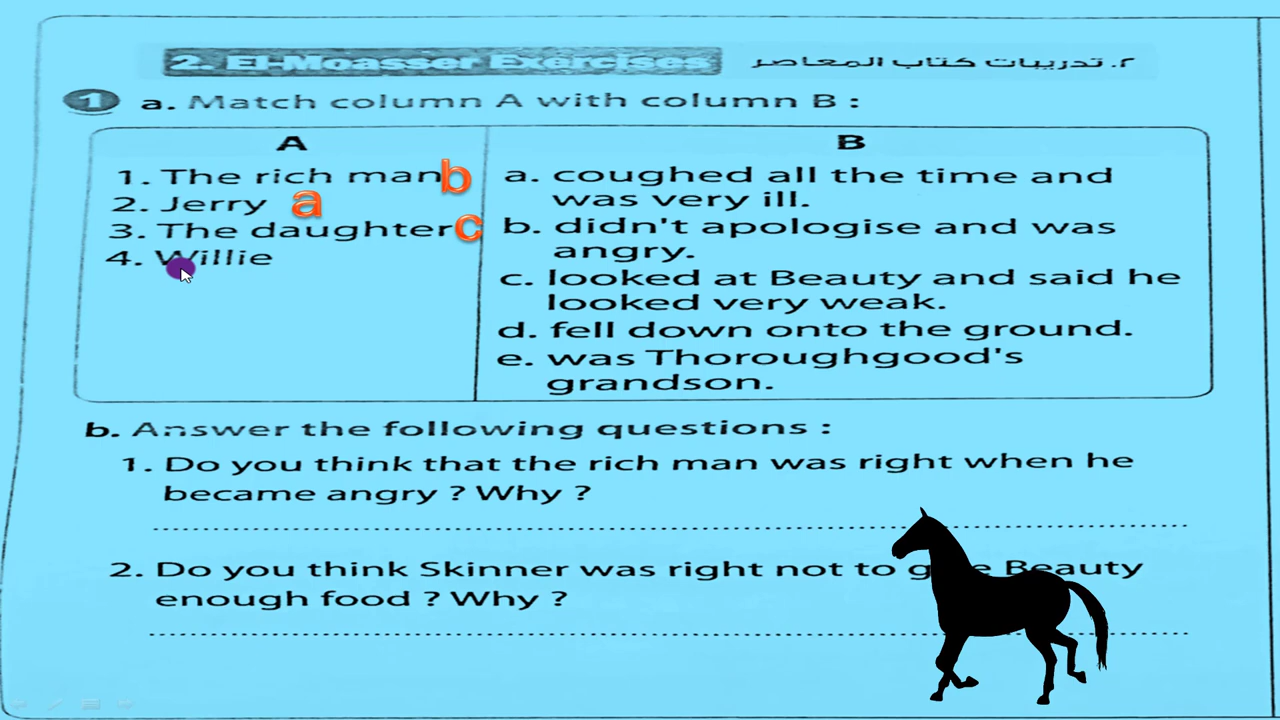 2. El-Moasser Exercises ٢. تدريبات كتاب المعاصر
1 a. Match column A with column B :
A B
1. The rich man b
2. Jerry a
3. The daughter c
4. Willie
a. coughed all the time and
was very ill.
b. didn't apologise and was
angry.
c. looked at Beauty and said he
looked very weak.
d. fell down onto the ground.
e. was Thoroughgood's
grandson.
b. Answer the following questions :
1. Do you think that the rich man was right when he
became angry ? Why ?
2. Do you think Skinner was right not to Beauty
enough food ? Why ?